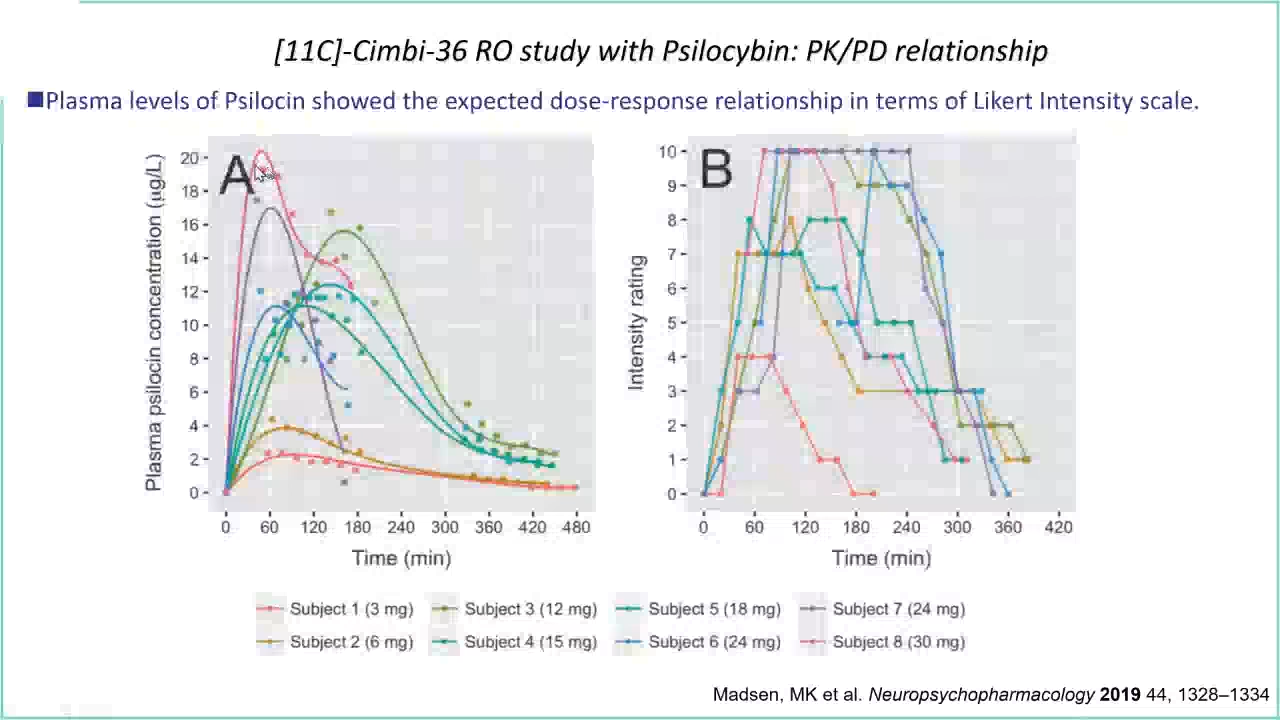 [11C]-Cimbi-36 RO study with Psilocybin: PK/PD relationship
Plasma levels of Psilocin showed the expected dose-response relationship in terms of Likert Intensity scale.
A
Plasma psilocin concentration (µg/L)
20
18
16
14
12
10
8
6
4
2
0
0 60 120 180 240 300 360 420 480
Time (min)
B
Intensity rating
10
9
8
7
6
5
4
3
2
1
0
0 60 120 180 240 300 360 420
Time (min)
Subject 1 (3 mg) Subject 3 (12 mg) Subject 5 (18 mg) Subject 7 (24 mg)
Subject 2 (6 mg) Subject 4 (15 mg) Subject 6 (24 mg) Subject 8 (30 mg)
Madsen, MK et al. Neuropsychopharmacology 2019 44, 1328–1334